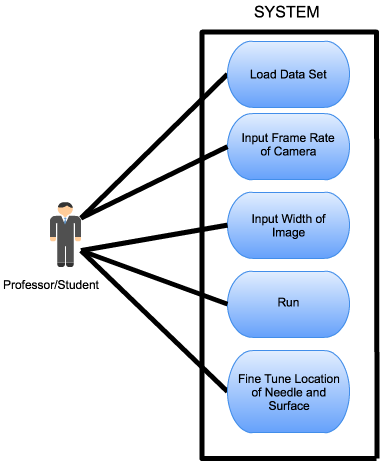 SYSTEM
Load Data Set
Input Frame Rate
of Camera
Input Width of
Image
Professor/Student
Run
Fine Tune Location
of Needle and
Surface